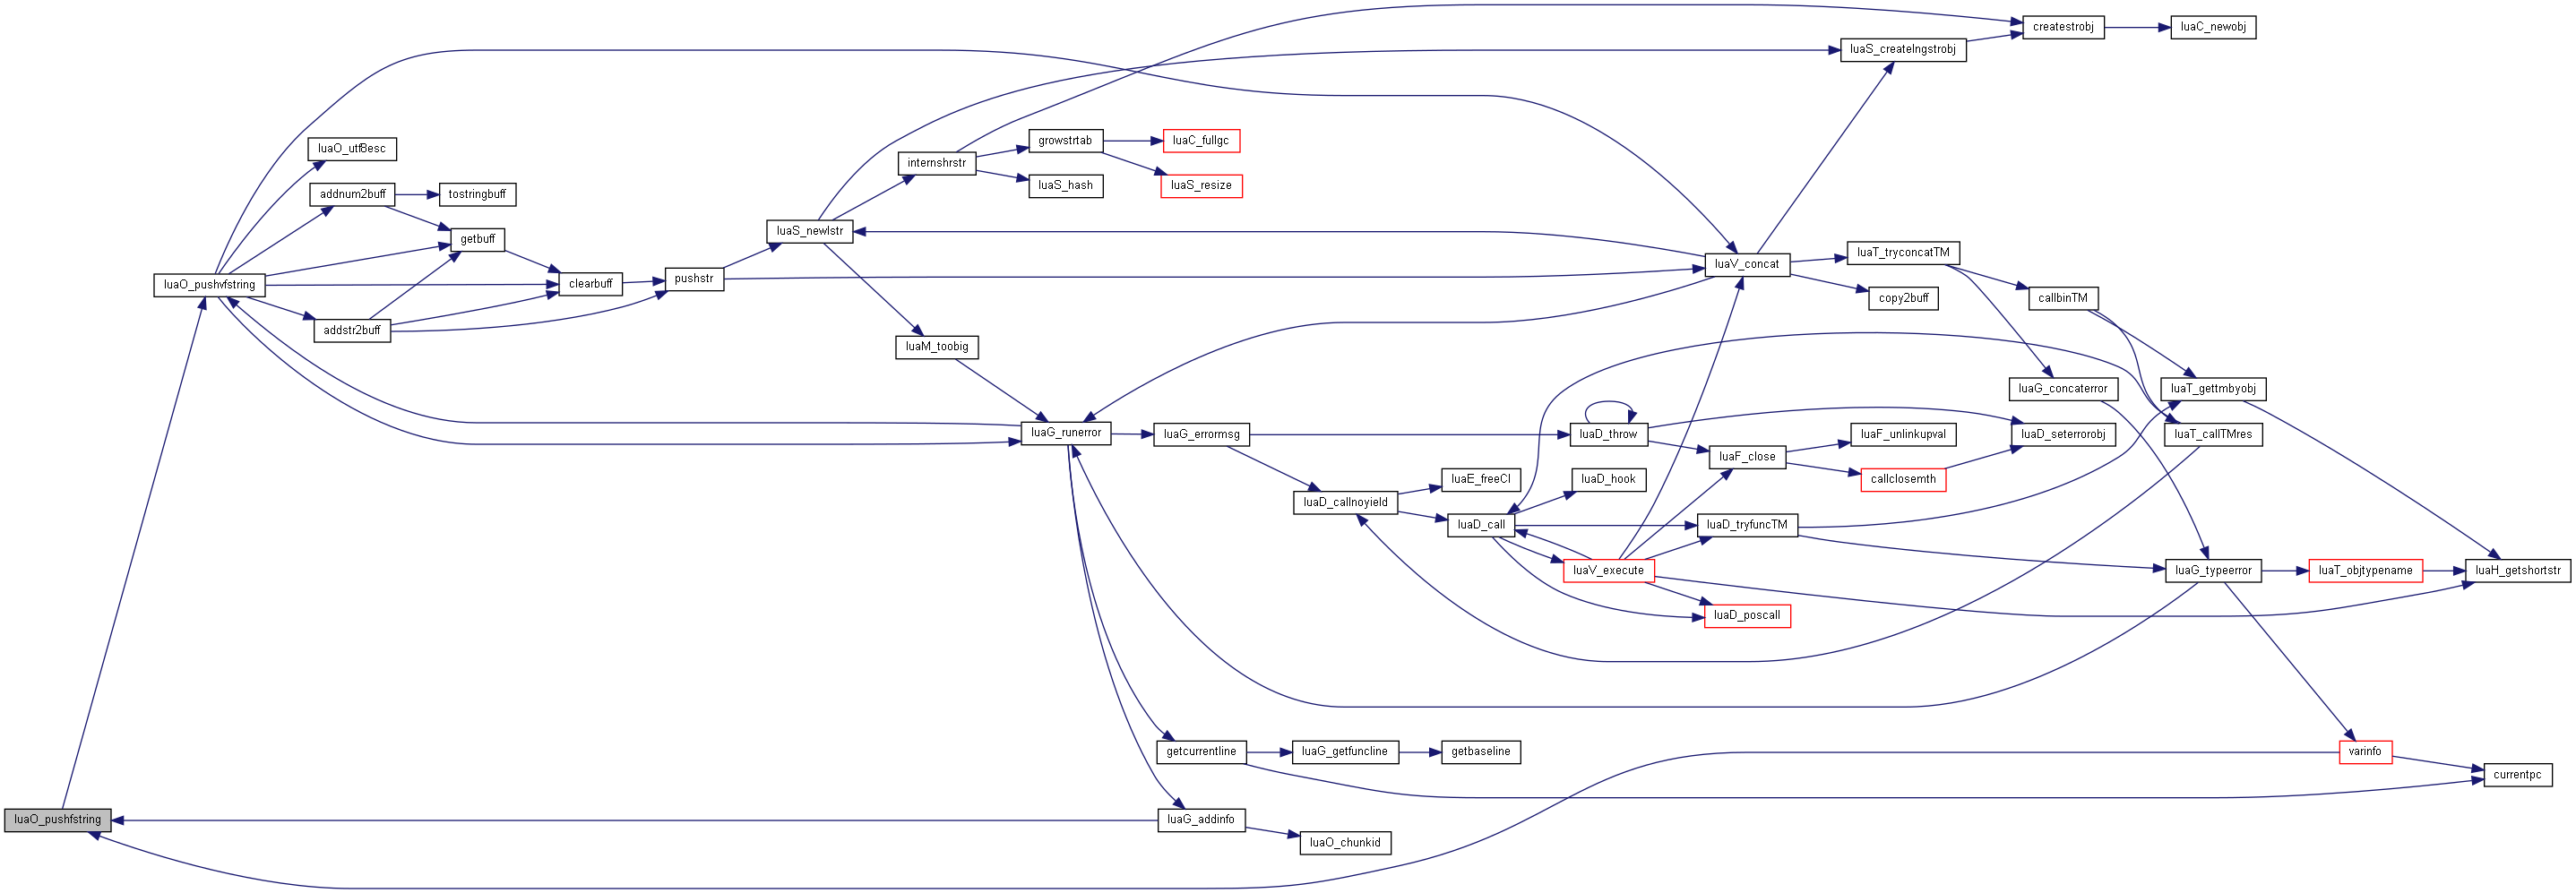 createstrobj
luaC_newobj
luaS_createlngstrobj
luaO_utf8esc
growstrtab
luaC_fullgc
internshrstr
luaS_hash
luaS_resize
addnum2buff
tostringbuff
getbuff
luaS_newlstr
luaT_tryconcatTM
luaV_concat
luaO_pushvfstring
clearbuff
pushstr
copy2buff
callbinTM
addstr2buff
luaM_toobig
luaG_concaterror
luaT_gettmbyobj
luaG_runerror
luaG_errormsg
luaD_throw
luaF_unlinkupval
luaD_seterrorobj
luaT_callTMres
luaF_close
luaE_freeCI
luaD_hook
callclosemth
luaD_callnoyield
luaD_call
luaD_tryfuncTM
luaV_execute
luaG_typeerror
luaT_objtypename
luaH_getshortstr
luaD_poscall
getcurrentline
luaG_getfuncline
getbaseline
varinfo
currentpc
luaO_pushfstring
luaG_addinfo
luaO_chunkid